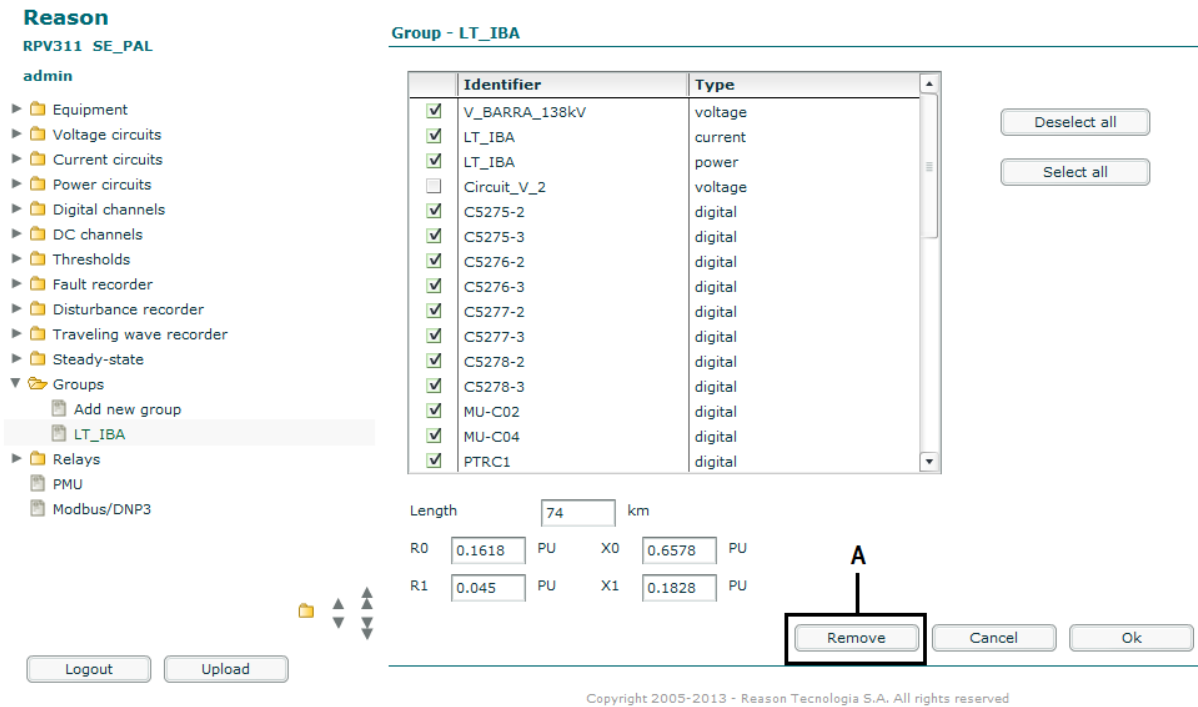 Reason
RPV311 SE_PAL
admin
Equipment
Voltage circuits
Current circuits
Power circuits
Digital channels
DC channels
Thresholds
Fault recorder
Disturbance recorder
Traveling wave recorder
Steady-state
Groups
Add new group
LT_IBA
Relays
PMU
Modbus/DNP3
Logout Upload
Group - LT_IBA
Identifier Type
V_BARRA_138kV voltage
LT_IBA current
LT_IBA power
Circuit_V_2 voltage
C5275-2 digital
C5275-3 digital
C5276-2 digital
C5276-3 digital
C5277-2 digital
C5277-3 digital
C5278-2 digital
C5278-3 digital
MU-C02 digital
MU-C04 digital
PTRC1 digital
Deselect all
Select all
Length 74 km
R0 0.1618 PU X0 0.6578 PU
R1 0.045 PU X1 0.1828 PU
A
Remove Cancel Ok
Copyright 2005-2013 - Reason Tecnologia S.A. All rights reserved